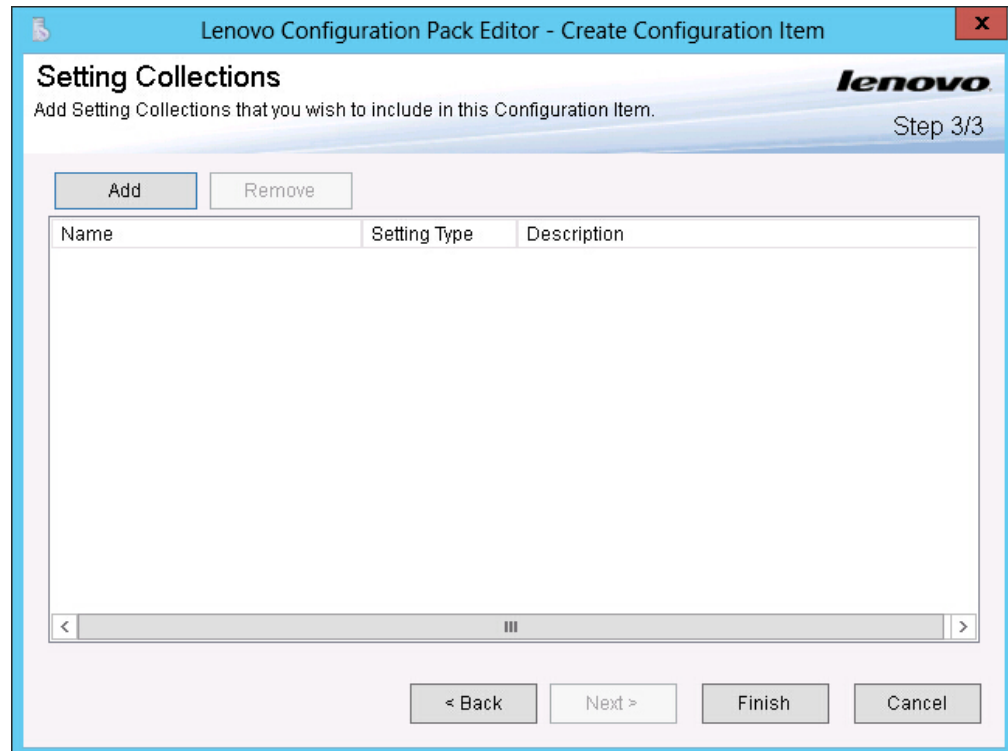 Lenovo Configuration Pack Editor - Create Configuration Item
x
Setting Collections
lenovo
Add Setting Collections that you wish to include in this Configuration Item.
Step 3/3
Add
Remove
Name
Setting Type
Description
< Back
Next >
Finish
Cancel